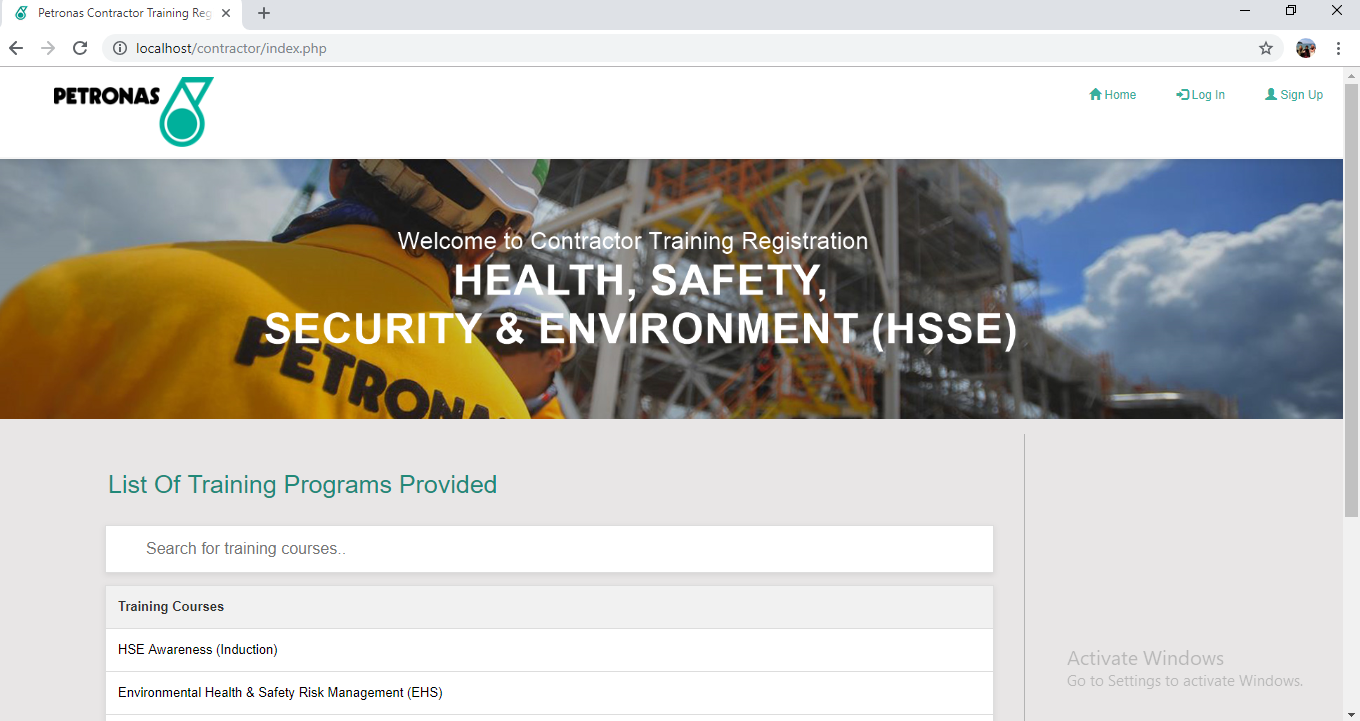 Petronas Contractor Training Reg
localhost/contractor/index.php
PETRONAS
Home
Log In
Sign Up
Welcome to Contractor Training Registration
HEALTH, SAFETY,
SECURITY & ENVIRONMENT (HSSE)
PETRONA
List Of Training Programs Provided
Search for training courses..
Training Courses
HSE Awareness (Induction)
Environmental Health & Safety Risk Management (EHS)
Activate Windows
Go to Settings to activate Windows.